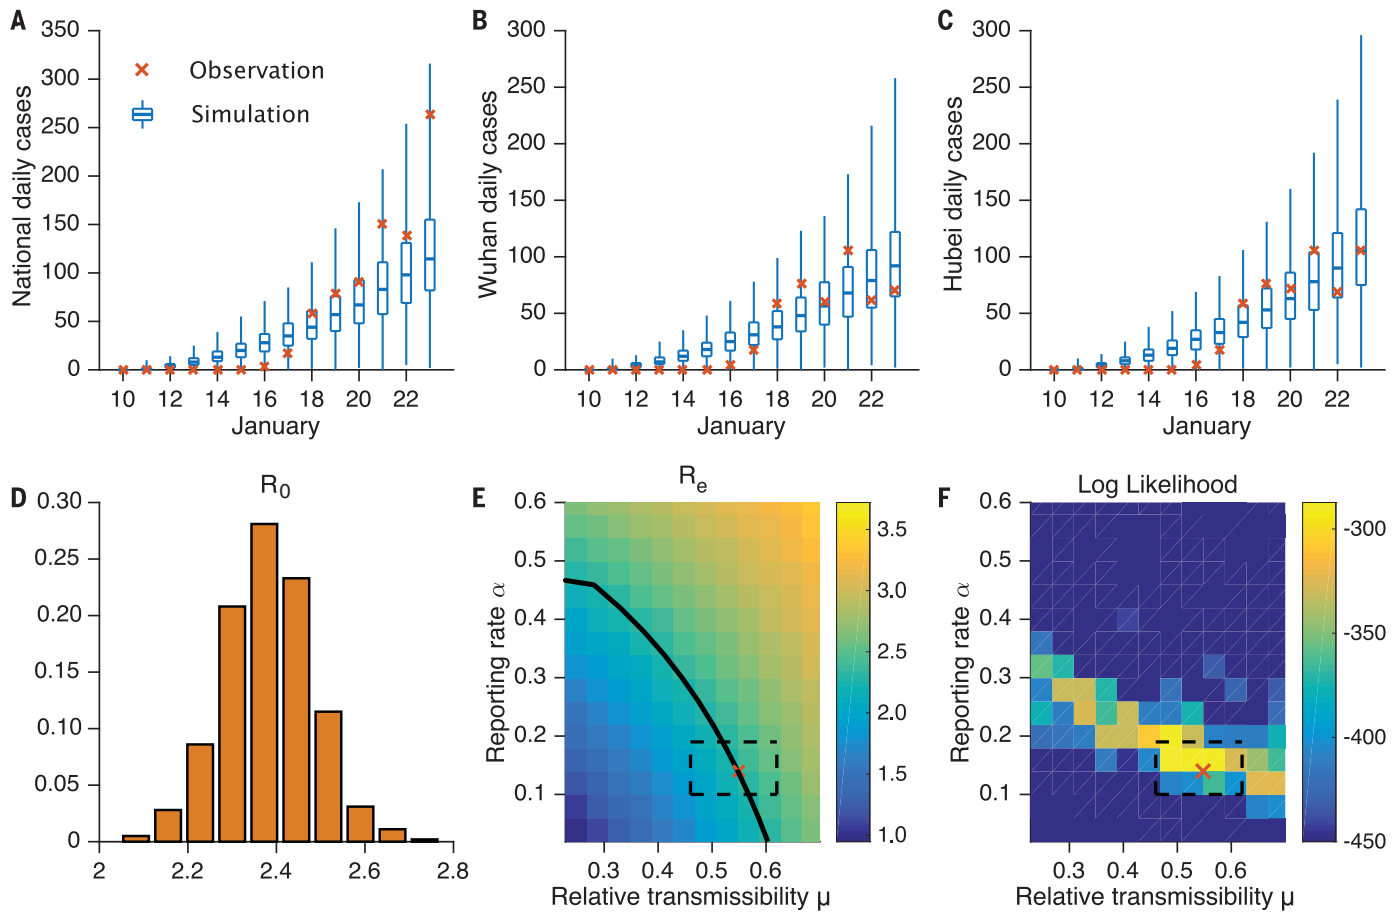 A
350
300
250
200
150
100
50
0
10 12 14 16 18 20 22
National daily cases
January
Observation
Simulation
B
300
250
200
150
100
50
0
10 12 14 16 18 20 22
Wuhan daily cases
January
C
300
250
200
150
100
50
0
10 12 14 16 18 20 22
Hubei daily cases
January
D
R0
0.30
0.25
0.20
0.15
0.10
0.05
0
2 2.2 2.4 2.6 2.8
E
Re
0.6
0.5
0.4
0.3
0.2
0.1
Reporting rate α
0.3 0.4 0.5 0.6
Relative transmissibility μ
3.5
3.0
2.5
2.0
1.5
1.0
F
Log Likelihood
0.6
0.5
0.4
0.3
0.2
0.1
Reporting rate α
0.3 0.4 0.5 0.6
Relative transmissibility μ
-300
-350
-400
-450